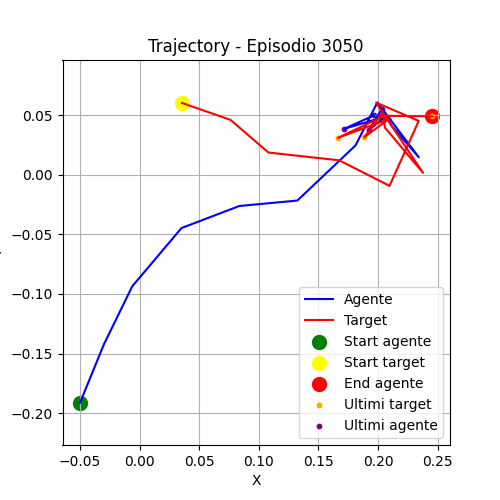 Trajectory - Episodio 3050
0.05
0.00
−0.05
−0.10
−0.15
−0.20
−0.05
0.00
0.05
0.10
0.15
0.20
0.25
X
Agente
Target
Start agente
Start target
End agente
Ultimi target
Ultimi agente